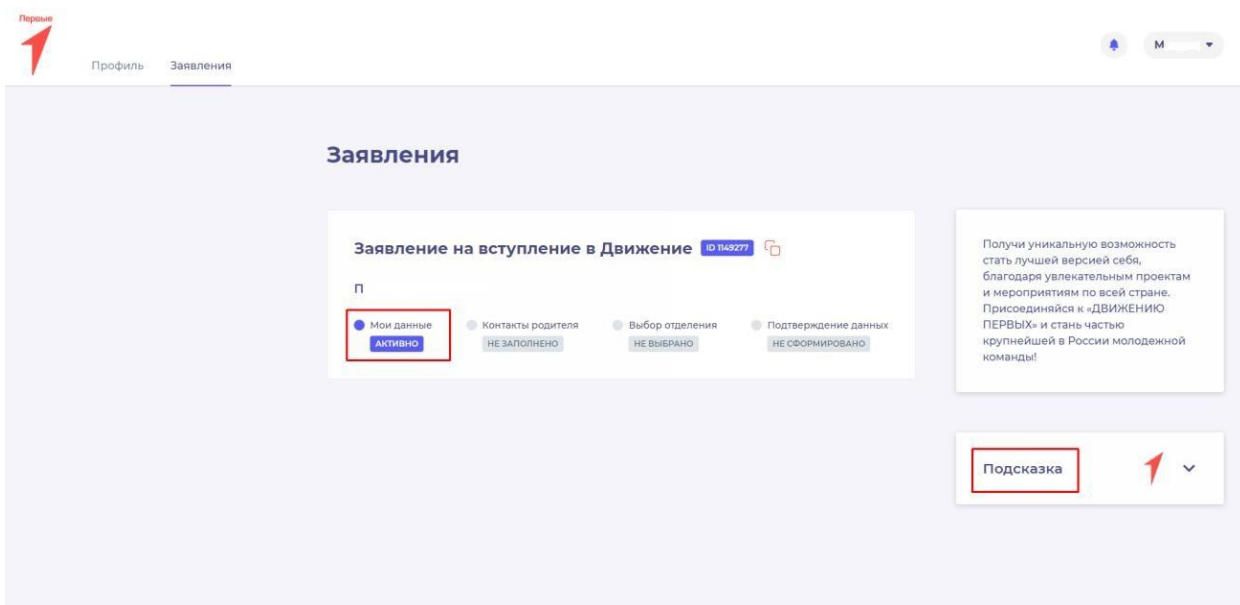 Первые
Профиль Заявления
М
Заявления
Заявление на вступление в Движение ID 1149277
П
Мои данные Контакты родителя Выбор отделения Подтверждение данных
АКТИВНО НЕ ЗАПОЛНЕНО НЕ ВЫБРАНО НЕ СФОРМИРОВАНО
Получи уникальную возможность
стать лучшей версией себя,
благодаря увлекательным проектам
и мероприятиям по всей стране.
Присоединяйся к «ДВИЖЕНИЮ
ПЕРВЫХ» и стань частью
крупнейшей в России молодежной
команды!
Подсказка